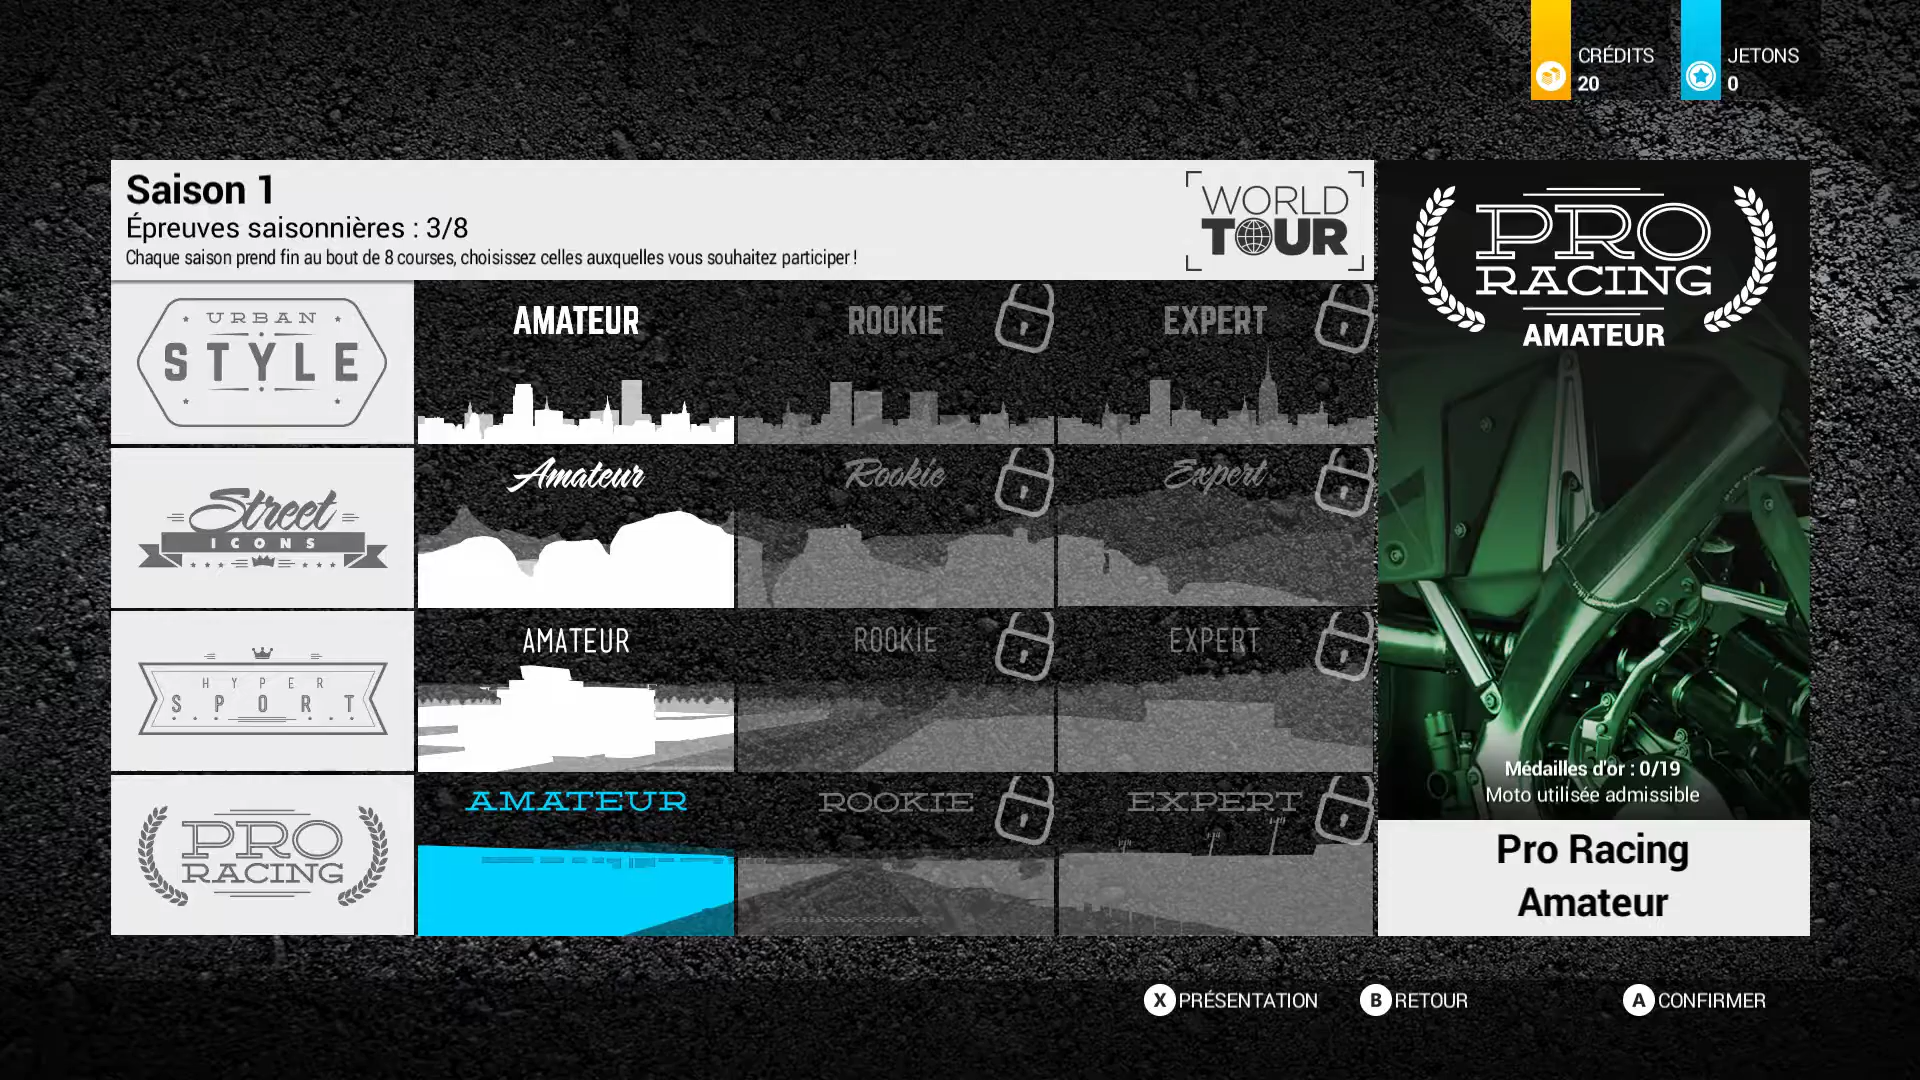 CRÉDITS
20
JETONS
0
Saison 1
Épreuves saisonnières : 3/8
Chaque saison prend fin au bout de 8 courses, choisissez celles auxquelles vous souhaitez participer !
WORLD
TOUR
URBAN
STYLE
AMATEUR
ROOKIE
EXPERT
Street
ICONS
Amateur
Rookie
Expert
HYPER
SPORT
AMATEUR
ROOKIE
EXPERT
PRO
RACING
AMATEUR
ROOKIE
EXPERT
PRO
RACING
AMATEUR
Médailles d'or : 0/19
Moto utilisée admissible
Pro Racing
Amateur
X PRÉSENTATION
B RETOUR
A CONFIRMER